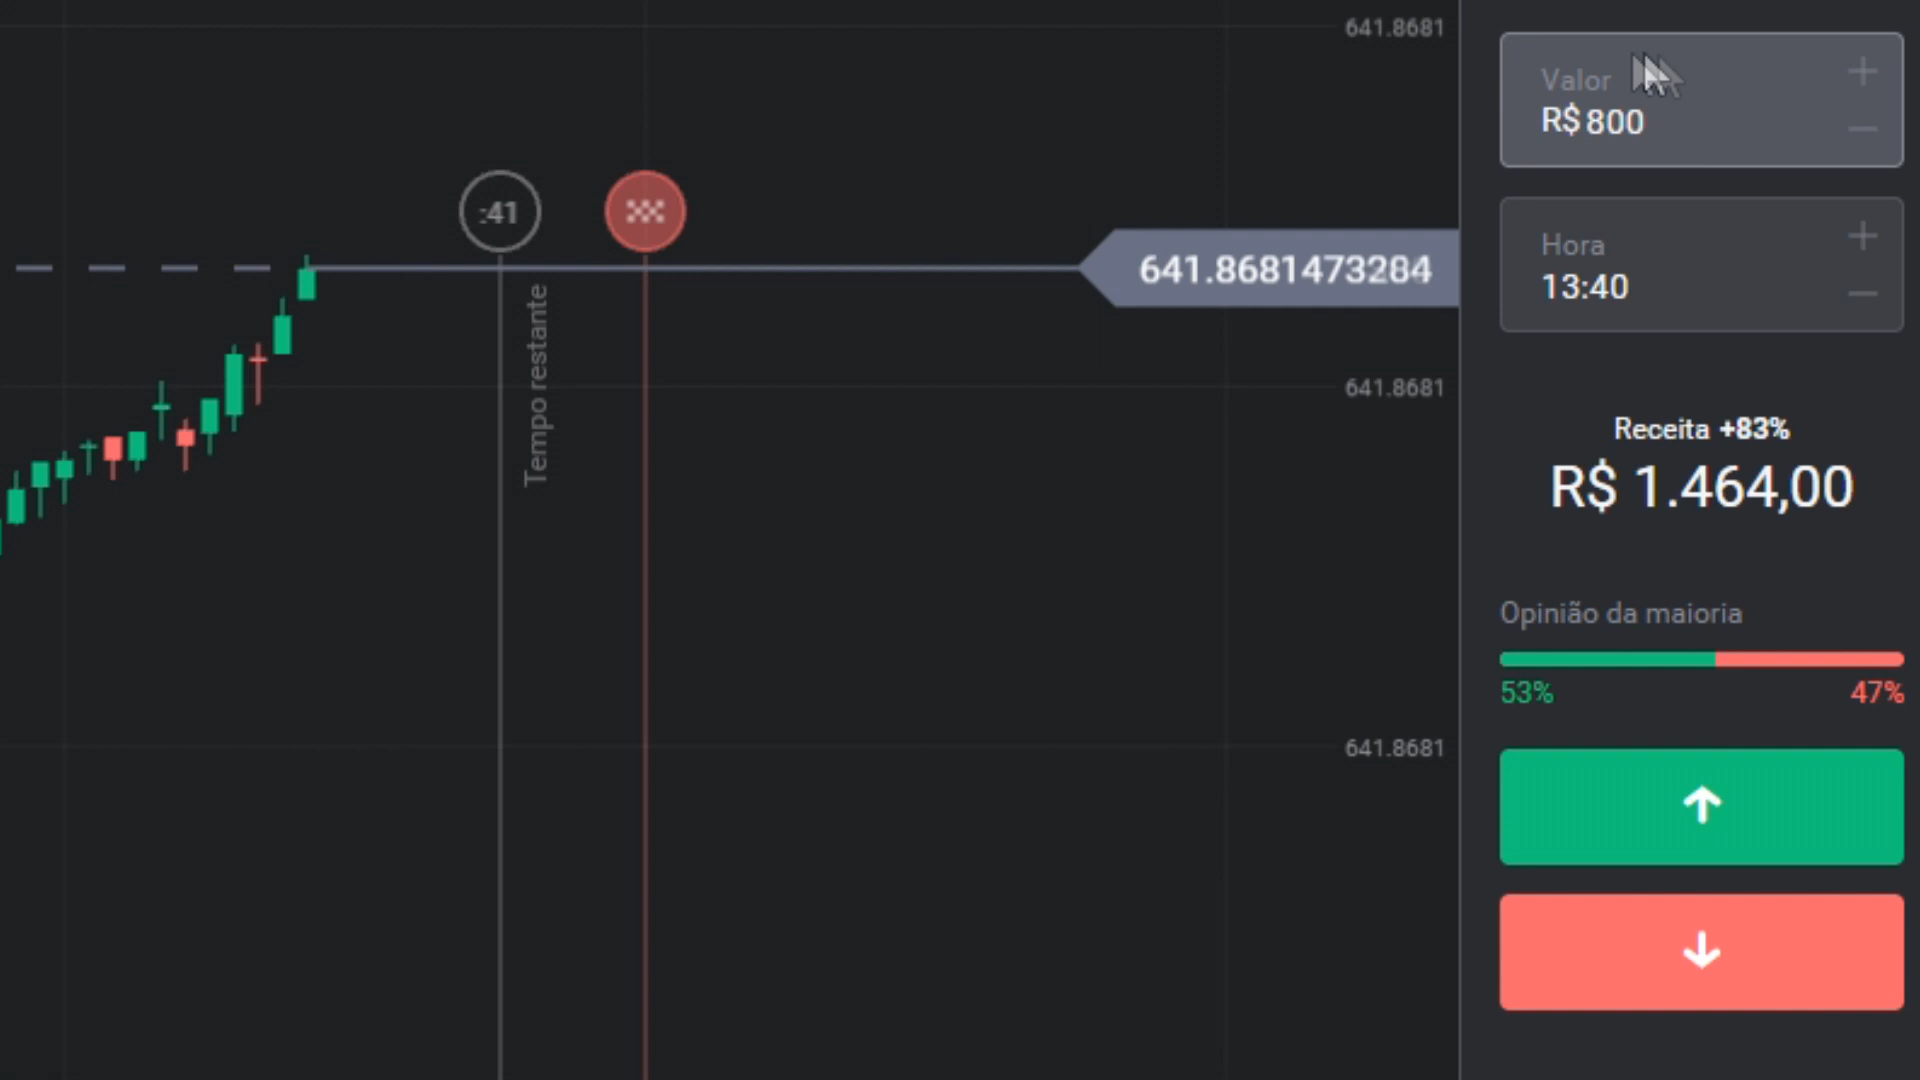 641.8681
Valor
R$ 800
:41
Hora
13:40
641.8681473284
Tempo restante
641.8681
Receita +83%
R$ 1.464,00
Opinião da maioria
53%
47%
641.8681